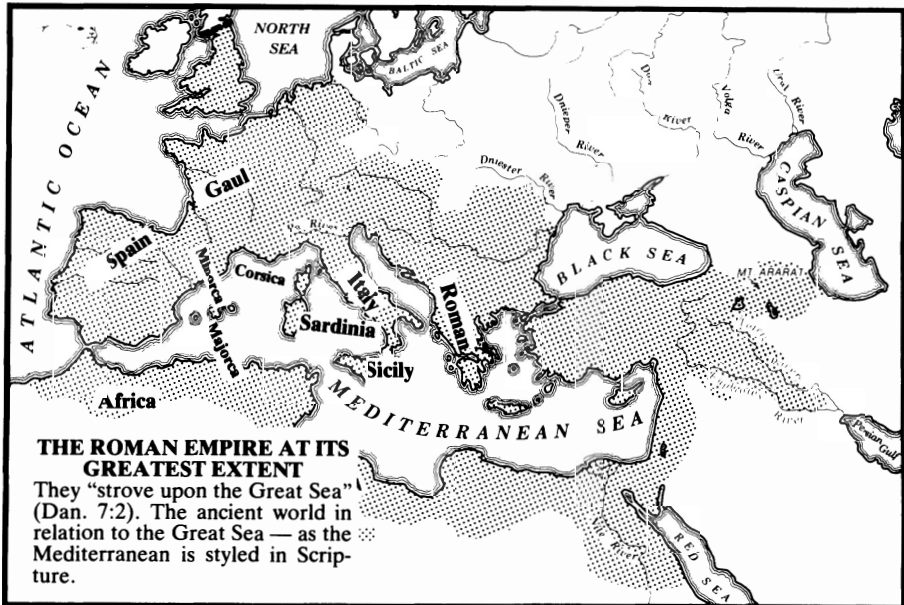 NORTH
SEA
BALTIC SEA
ATLANTIC OCEAN
Don
River
Volga
River
Ural River
Dnieper
River
Dniester
River
CASPIAN SEA
Gaul
River
Spain
Minorca
Majorca
Corsica
Italy
Sardinia
Sicily
Roman
BLACK SEA
MT ARARAT
Africa
MEDITERRANEAN SEA
River
Persian
Gulf
Nile River
RED SEA
THE ROMAN EMPIRE AT ITS
GREATEST EXTENT
They “strove upon the Great Sea”
(Dan. 7:2). The ancient world in
relation to the Great Sea — as the
Mediterranean is styled in Scrip-
ture.